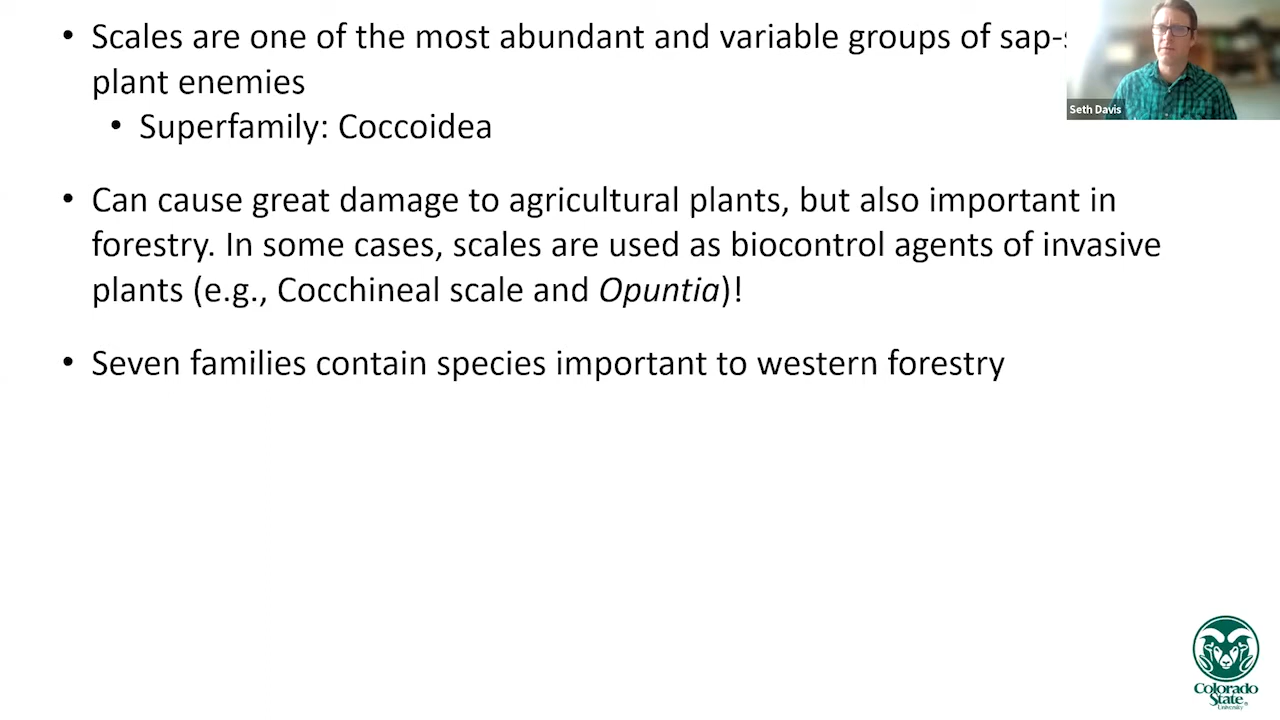 • Scales are one of the most abundant and variable groups of
plant enemies
• Superfamily: Coccoidea
• Can cause great damage to agricultural plants, but also important in
forestry. In some cases, scales are used as biocontrol agents of invasive
plants (e.g., Cocchineal scale and Opuntia)!
• Seven families contain species important to western forestry
Seth Davis
Colorado
State
University